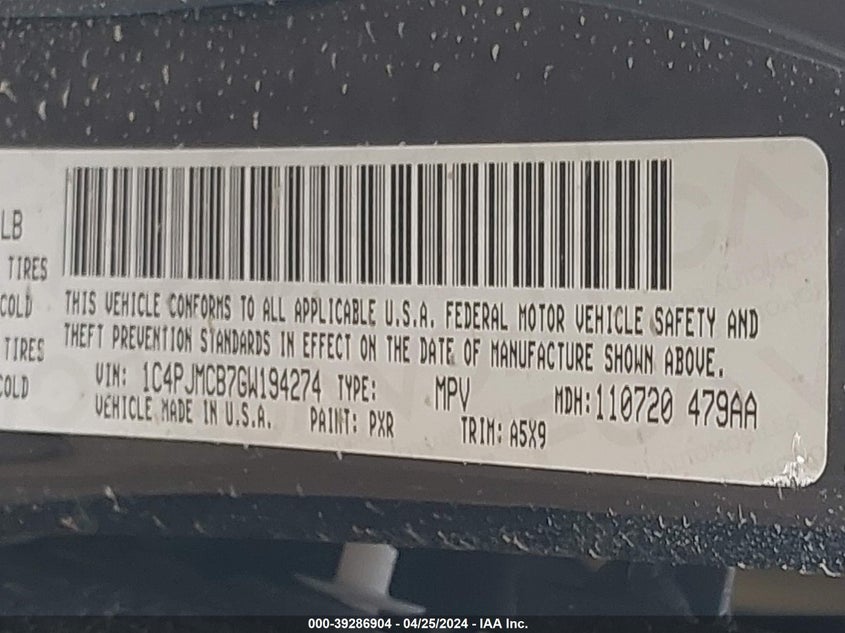 LB
TIRES
COLD
TIRES
COLD
THIS VEHICLE CONFORMS TO ALL APPLICABLE U.S.A. FEDERAL MOTOR VEHICLE SAFETY AND
THEFT PREVENTION STANDARDS IN EFFECT ON THE DATE OF MANUFACTURE SHOWN ABOVE.
VIN: 1C4PJMCB7GW194274 TYPE: MPV MDH:110720 479AA
VEHICLE MADE IN U.S.A. PAINT: PXR TRIM: A5X9
000-39286904 - 04/25/2024 - IAA Inc.